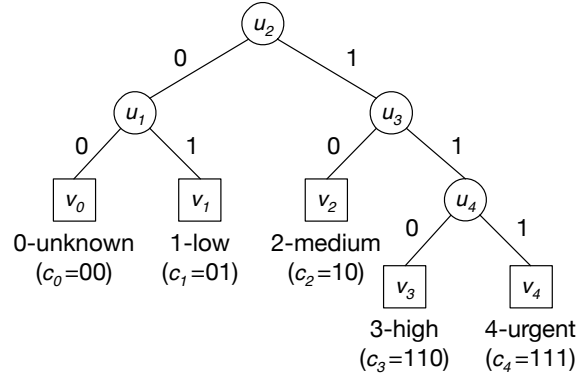 u2
0 1
u1 u3
0 1 0 1
v0 v1 v2 u4
0-unknown 1-low 2-medium 0 1
(c0=00) (c1=01) (c2=10)
v3 v4
3-high 4-urgent
(c3=110) (c4=111)